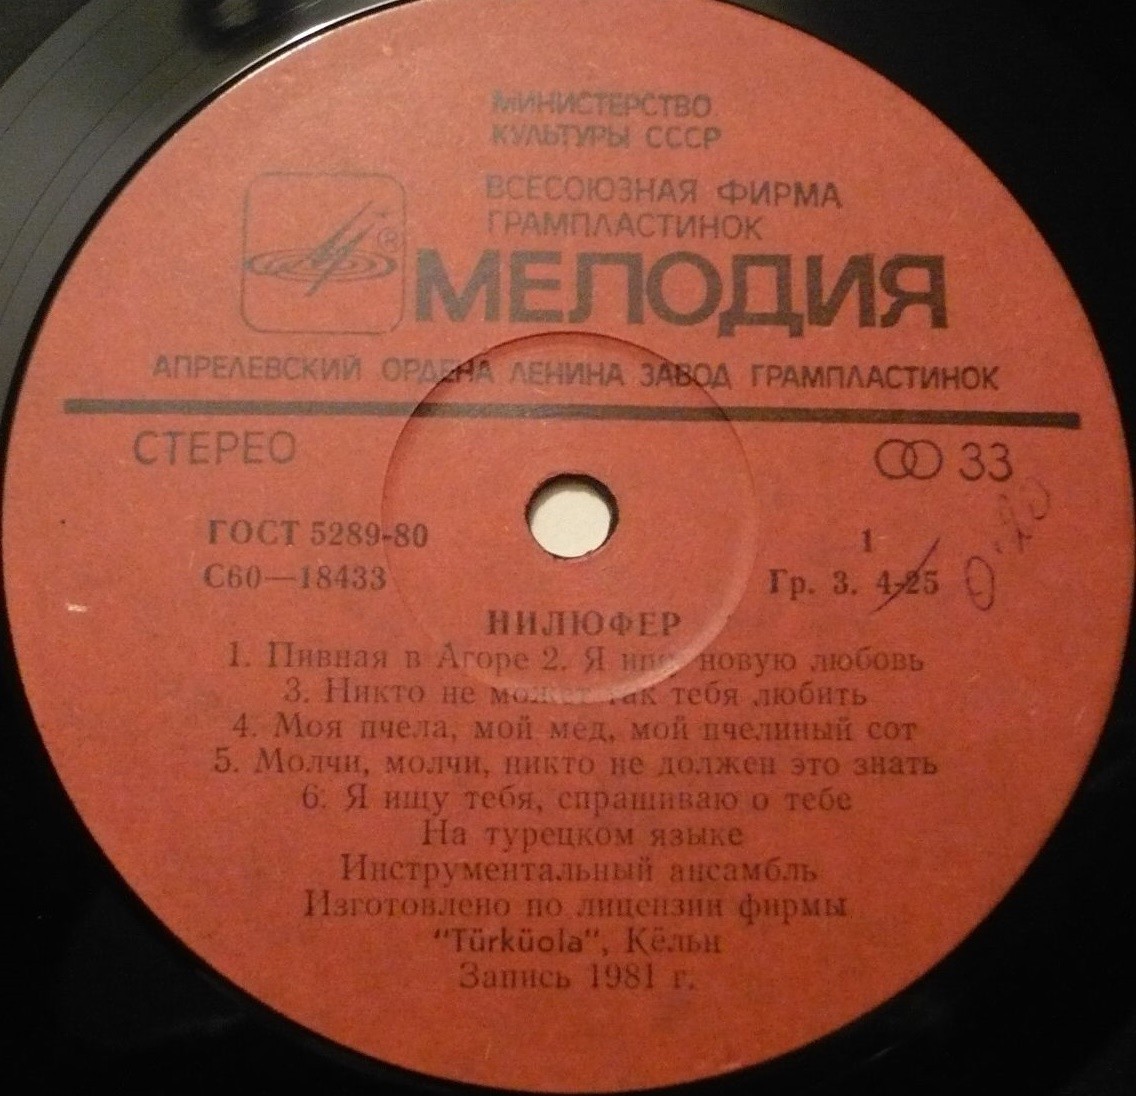 МИНИСТЕРСТВО
КУЛЬТУРЫ СССР
ВСЕСОЮЗНАЯ ФИРМА
ГРАМПЛАСТИНОК
®
МЕЛОДИЯ
АПРЕЛЕВСКИЙ ОРДЕНА ЛЕНИНА ЗАВОД ГРАМПЛАСТИНОК
СТЕРЕО
33
ГОСТ 5289-80
1
С60—18433
Гр. 3. 4-25
НИЛЮФЕР
1. Пивная в Агоре 2. Я ищу новую любовь
3. Никто не может так тебя любить
4. Моя пчела, мой мед, мой пчелиный сот
5. Молчи, молчи, никто не должен это знать
6. Я ищу тебя, спрашиваю о тебе
На турецком языке
Инструментальный ансамбль
Изготовлено по лицензии фирмы
"Türküola", Кёльн
Запись 1981 г.